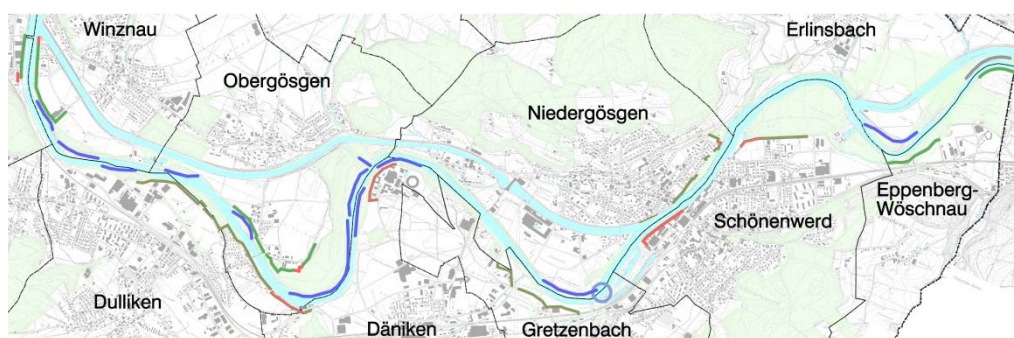 Winznau
Erlinsbach
Obergösgen
Niedergösgen
Eppenberg-
Wöschnau
Schönenwerd
Dulliken
Däniken
Gretzenbach